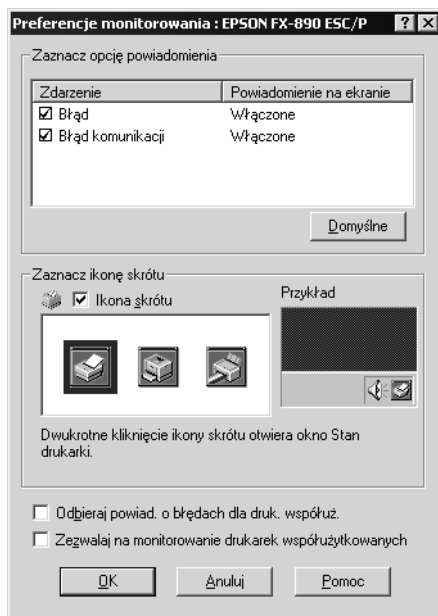 Preferencje monitorowania : EPSON FX-890 ESC/P
Zaznacz opcję powiadomienia
Zdarzenie Powiadomienie na ekranie
Błąd Włączone
Błąd komunikacji Włączone
Domyślne
Zaznacz ikonę skrótu
Ikona skrótu
Przykład
Dwukrotne kliknięcie ikony skrótu otwiera okno Stan
drukarki.
Odbieraj powiad. o błędach dla druk. współuż.
Zezwalaj na monitorowanie drukarek współużytkowanych
OK Anuluj Pomoc